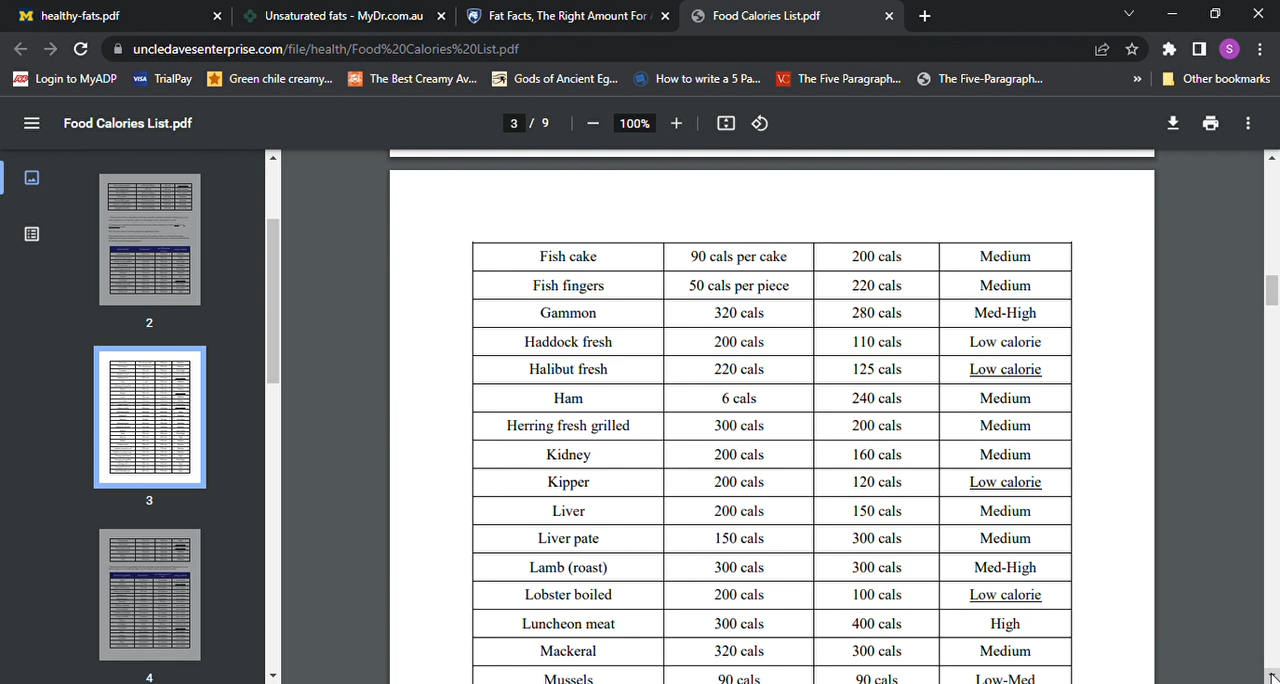 healthy-fats.pdf
Unsaturated fats - MyDr.com.au
Fat Facts, The Right Amount For
Food Calories List.pdf
uncledavesenterprise.com/file/health/Food%20Calories%20List.pdf
S
Login to MyADP
VISA TrialPay
Green chile creamy...
The Best Creamy Av...
Gods of Ancient Eg...
How to write a 5 Pa...
VC The Five Paragraph...
The Five-Paragraph...
»
Other bookmarks
Food Calories List.pdf
3 / 9
100%
2
3
4
Fish cake 90 cals per cake 200 cals Medium
Fish fingers 50 cals per piece 220 cals Medium
Gammon 320 cals 280 cals Med-High
Haddock fresh 200 cals 110 cals Low calorie
Halibut fresh 220 cals 125 cals Low calorie
Ham 6 cals 240 cals Medium
Herring fresh grilled 300 cals 200 cals Medium
Kidney 200 cals 160 cals Medium
Kipper 200 cals 120 cals Low calorie
Liver 200 cals 150 cals Medium
Liver pate 150 cals 300 cals Medium
Lamb (roast) 300 cals 300 cals Med-High
Lobster boiled 200 cals 100 cals Low calorie
Luncheon meat 300 cals 400 cals High
Mackeral 320 cals 300 cals Medium
Mussels 90 cals 90 cals Low-Med